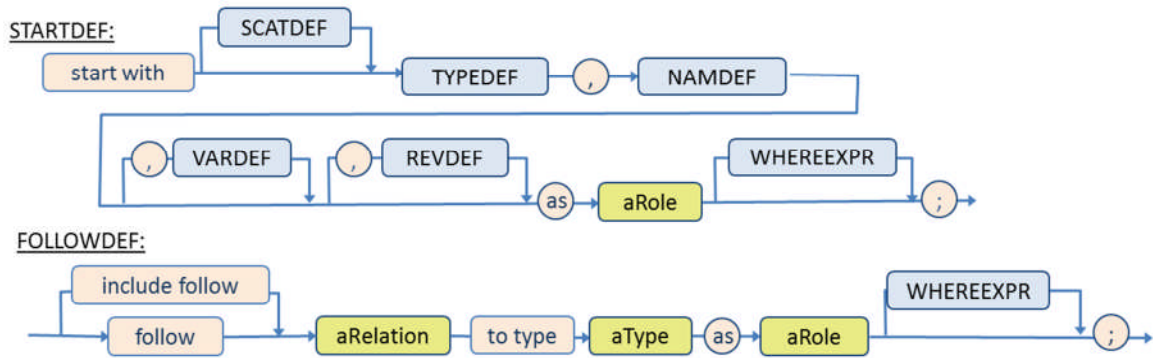 SCATDEF
STARTDEF:
start with TYPEDEF , NAMDEF
, VARDEF , REVDEF WHEREEXPR
as aRole ;
FOLLOWDEF:
include follow WHEREEXPR
follow aRelation to type aType as aRole ;